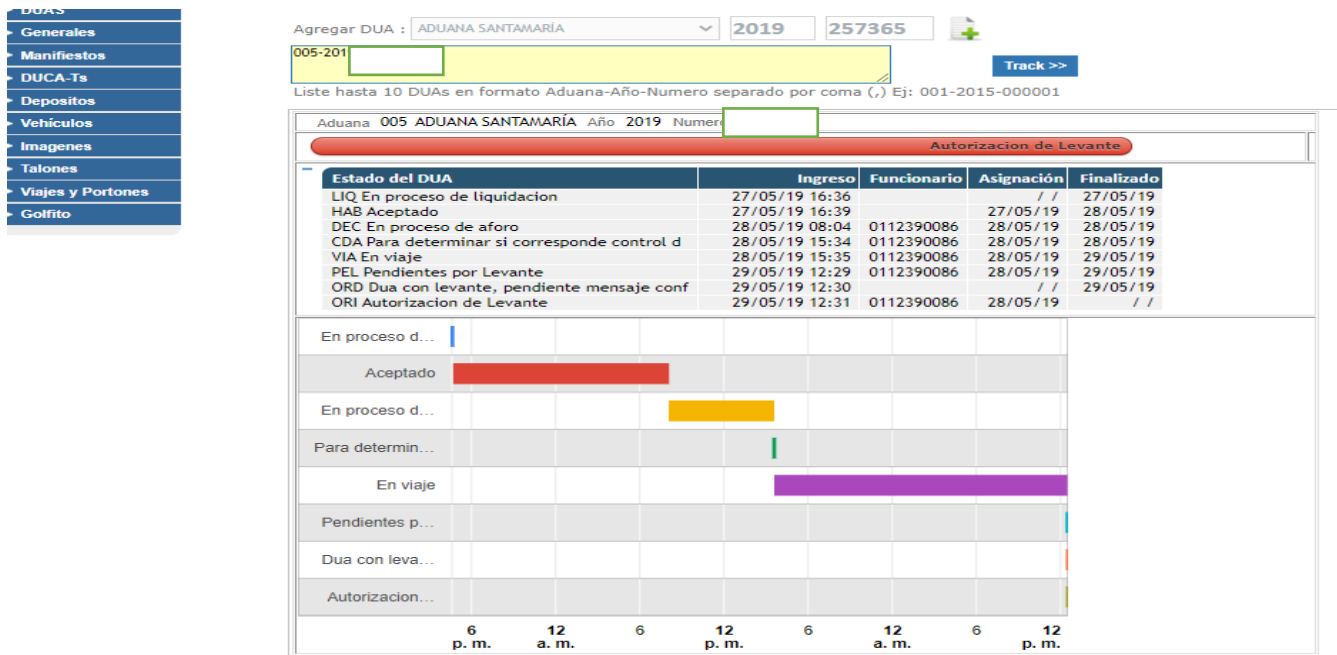 DUAS
Generales
Manifiestos
DUCA-Ts
Depositos
Vehículos
Imagenes
Talones
Viajes y Portones
Golfito
Agregar DUA : ADUANA SANTAMARÍA 2019 257365
005-201
Track >>
Liste hasta 10 DUAs en formato Aduana-Año-Numero separado por coma (,) Ej: 001-2015-000001
Aduana 005 ADUANA SANTAMARÍA Año 2019 Numero
Autorizacion de Levante
Estado del DUA Ingreso Funcionario Asignación Finalizado
LIQ En proceso de liquidacion 27/05/19 16:36 / / 27/05/19
HAB Aceptado 27/05/19 16:39 27/05/19 28/05/19
DEC En proceso de aforo 28/05/19 08:04 0112390086 28/05/19 28/05/19
CDA Para determinar si corresponde control d 28/05/19 15:34 0112390086 28/05/19 28/05/19
VIA En viaje 28/05/19 15:35 0112390086 28/05/19 29/05/19
PEL Pendientes por Levante 29/05/19 12:29 0112390086 28/05/19 29/05/19
ORD Dua con levante, pendiente mensaje conf 29/05/19 12:30 / / 29/05/19
ORI Autorizacion de Levante 29/05/19 12:31 0112390086 28/05/19 / /
En proceso d...
Aceptado
En proceso d...
Para determin...
En viaje
Pendientes p...
Dua con leva...
Autorizacion...
6 12 6 12 6 12 6 12
p. m. a. m. p. m. a. m. p. m.